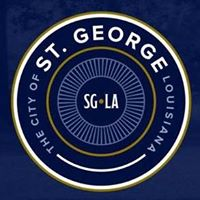 THE CITY OF
ST. GEORGE
LOUISIANA
SG•LA